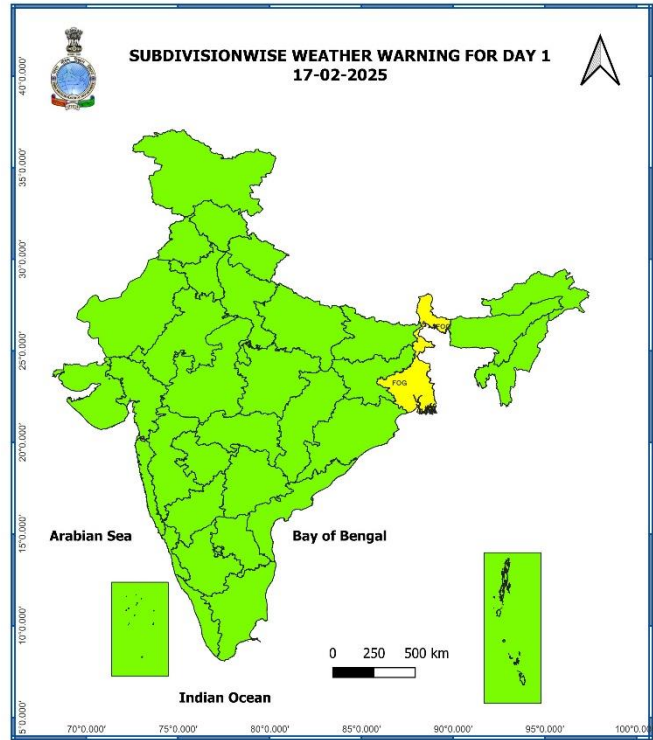 SUBDIVISIONWISE WEATHER WARNING FOR DAY 1
17-02-2025
40°0.000'
35°0.000'
30°0.000'
25°0.000'
20°0.000'
15°0.000'
10°0.000'
5°0.000'
FOG
FOG
Arabian Sea
Bay of Bengal
0 250 500 km
Indian Ocean
70°0.000' 75°0.000' 80°0.000' 85°0.000' 90°0.000' 95°0.000' 100°0.00